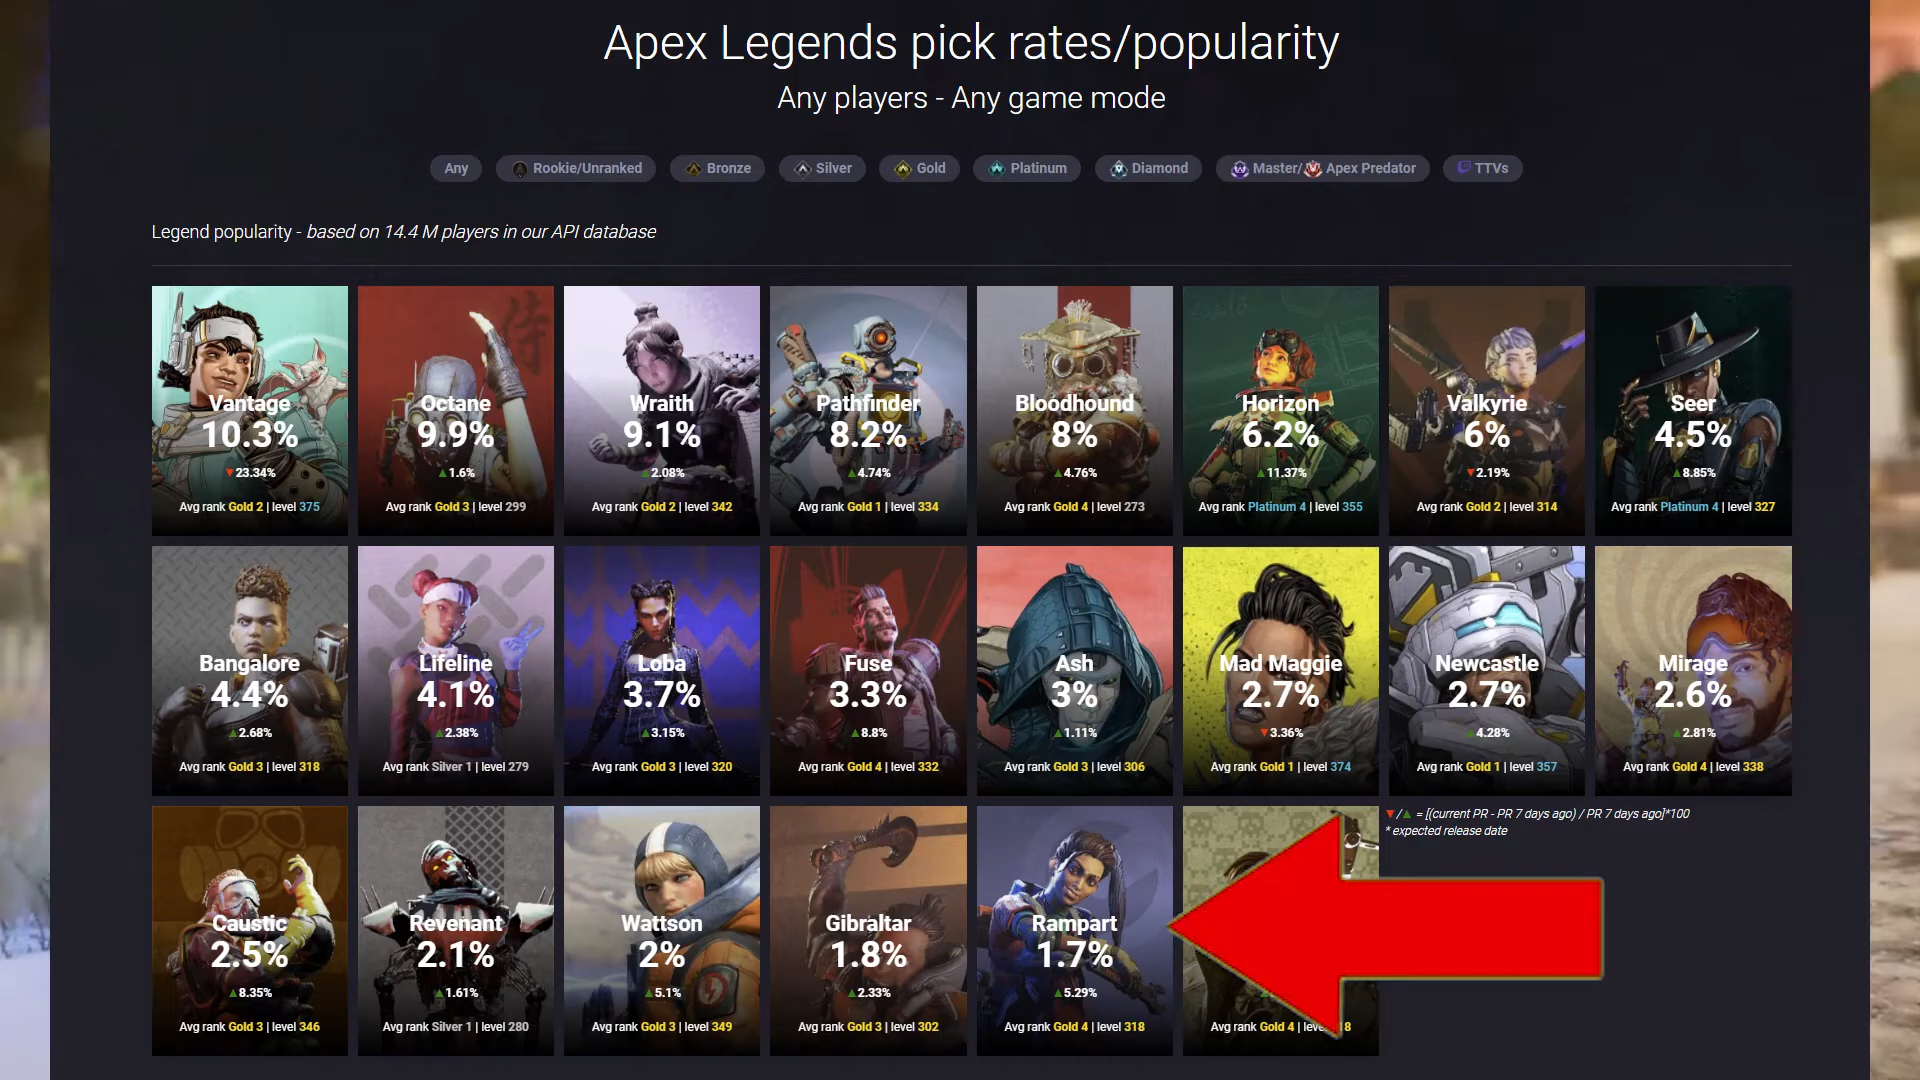 Apex Legends pick rates/popularity
Any players - Any game mode
Any Rookie/Unranked Bronze Silver Gold Platinum Diamond Master/ Apex Predator TTVs
Legend popularity - based on 14.4 M players in our API database
Vantage
10.3%
▼23.34%
Avg rank Gold 2 | level 375
Octane
9.9%
▲1.6%
Avg rank Gold 3 | level 299
Wraith
9.1%
▲2.08%
Avg rank Gold 2 | level 342
Pathfinder
8.2%
▲4.74%
Avg rank Gold 1 | level 334
Bloodhound
8%
▲4.76%
Avg rank Gold 4 | level 273
Horizon
6.2%
▲11.37%
Avg rank Platinum 4 | level 355
Valkyrie
6%
▼2.19%
Avg rank Gold 2 | level 314
Seer
4.5%
▲8.85%
Avg rank Platinum 4 | level 327
Bangalore
4.4%
▲2.68%
Avg rank Gold 3 | level 318
Lifeline
4.1%
▲2.38%
Avg rank Silver 1 | level 279
Loba
3.7%
▲3.15%
Avg rank Gold 3 | level 320
Fuse
3.3%
▲8.8%
Avg rank Gold 4 | level 332
Ash
3%
▲1.11%
Avg rank Gold 3 | level 306
Mad Maggie
2.7%
▼3.36%
Avg rank Gold 1 | level 374
Newcastle
2.7%
▲4.28%
Avg rank Gold 1 | level 357
Mirage
2.6%
▲2.81%
Avg rank Gold 4 | level 338
Caustic
2.5%
▲8.35%
Avg rank Gold 3 | level 346
Revenant
2.1%
▲1.61%
Avg rank Silver 1 | level 280
Wattson
2%
▲5.1%
Avg rank Gold 3 | level 349
Gibraltar
1.8%
▲2.33%
Avg rank Gold 3 | level 302
Rampart
1.7%
▲5.29%
Avg rank Gold 4 | level 318
Avg rank Gold 4 |
▼/▲ = [(current PR - PR 7 days ago) / PR 7 days ago]*100
* expected release date